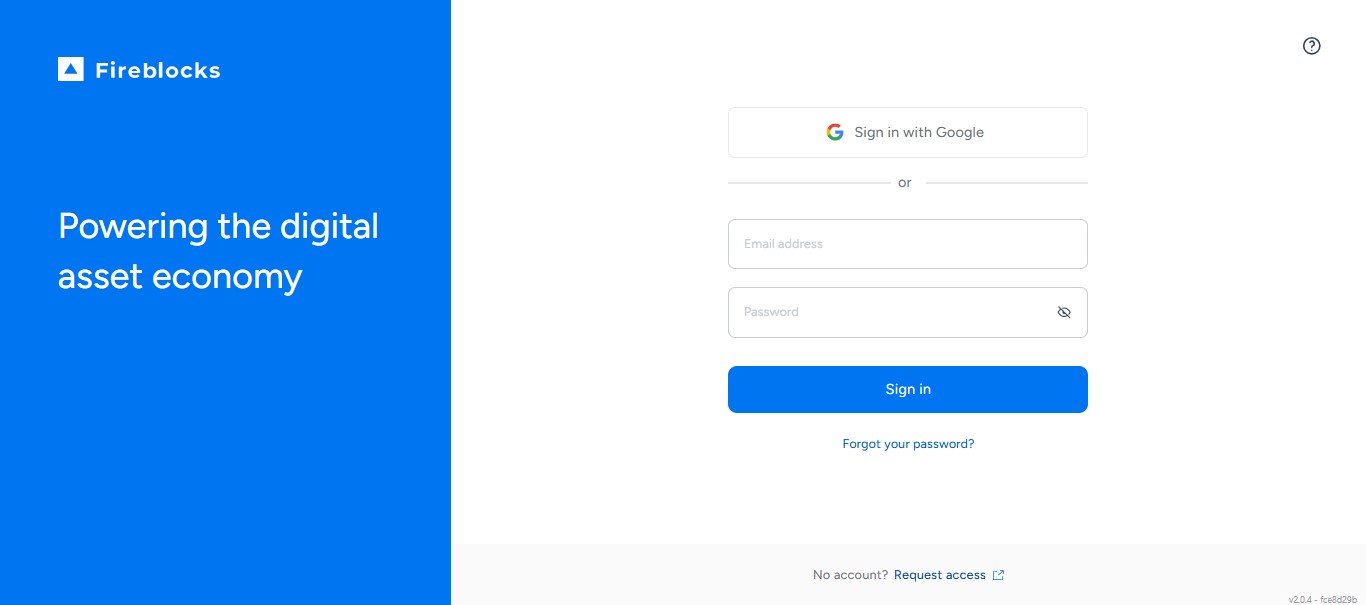 Fireblocks
Powering the digital
asset economy
Sign in with Google
or
Email address
Password
Sign in
Forgot your password?
No account? Request access
v2.0.4 - fce8d29b